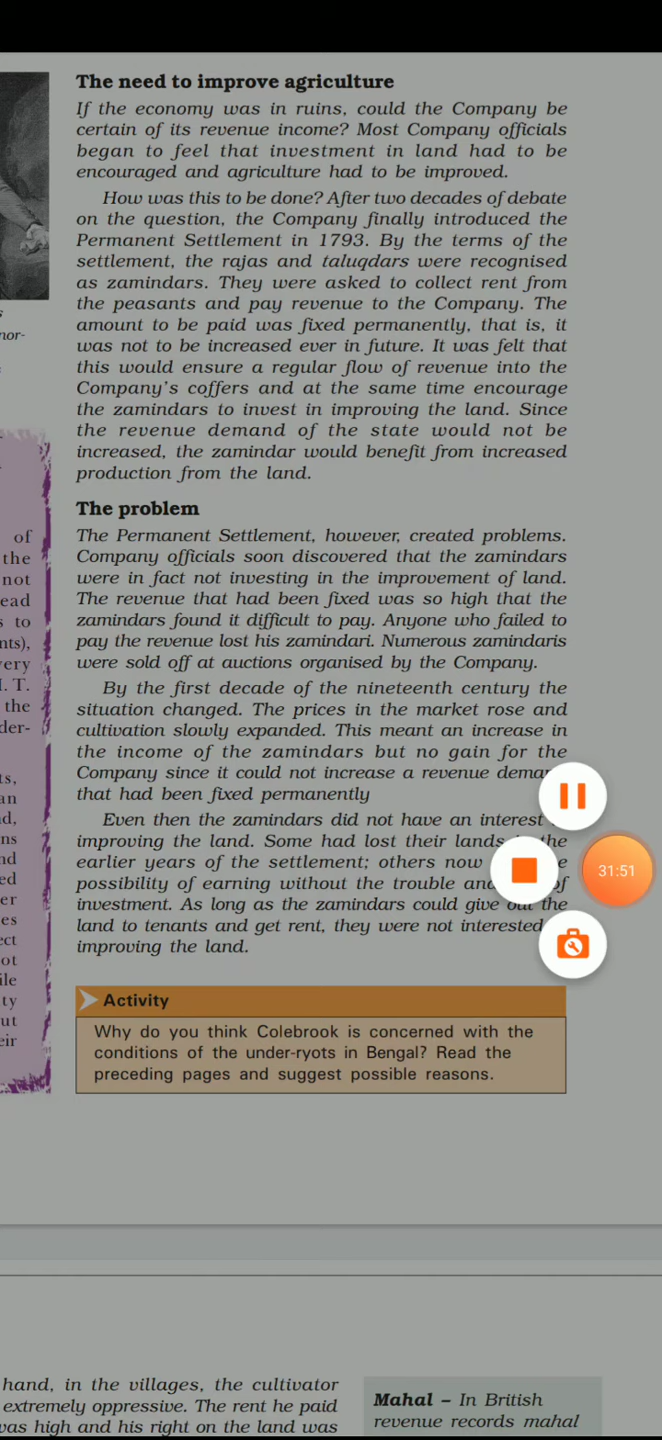 The need to improve agriculture
If the economy was in ruins, could the Company be
certain of its revenue income? Most Company officials
began to feel that investment in land had to be
encouraged and agriculture had to be improved.
How was this to be done? After two decades of debate
on the question, the Company finally introduced the
Permanent Settlement in 1793. By the terms of the
settlement, the rajas and taluqdars were recognised
as zamindars. They were asked to collect rent from
the peasants and pay revenue to the Company. The
amount to be paid was fixed permanently, that is, it
was not to be increased ever in future. It was felt that
this would ensure a regular flow of revenue into the
Company's coffers and at the same time encourage
the zamindars to invest in improving the land. Since
the revenue demand of the state would not be
increased, the zamindar would benefit from increased
production from the land.
The problem
The Permanent Settlement, however, created problems.
Company officials soon discovered that the zamindars
were in fact not investing in the improvement of land.
The revenue that had been fixed was so high that the
zamindars found it difficult to pay. Anyone who failed to
pay the revenue lost his zamindari. Numerous zamindaris
were sold off at auctions organised by the Company.
By the first decade of the nineteenth century the
situation changed. The prices in the market rose and
cultivation slowly expanded. This meant an increase in
the income of the zamindars but no gain for the
Company since it could not increase a revenue
that had been fixed permanently
Even then the zamindars did not have an interest
improving the land. Some had lost their lands the
earlier years of the settlement; others now
possibility of earning without the trouble of
investment. As long as the zamindars could give the
land to tenants and get rent, they were not interested
improving the land.
Activity
Why do you think Colebrook is concerned with the
conditions of the under-ryots in Bengal? Read the
preceding pages and suggest possible reasons.
nor-
of
the
not
to
I. T.
the
der-
31:51
hand, in the villages, the cultivator
extremely oppressive. The rent he paid
was high and his right on the land was
Mahal – In British
revenue records mahal